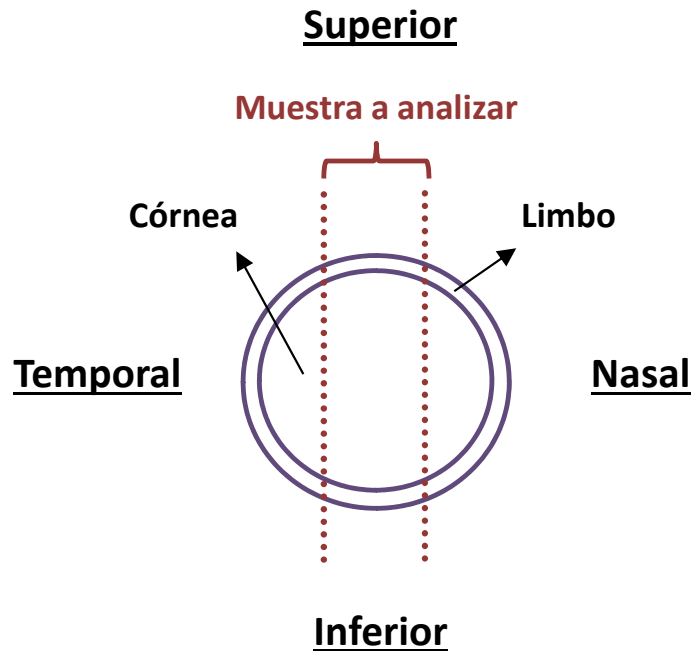 Superior
Muestra a analizar
Córnea
Limbo
Temporal
Nasal
Inferior